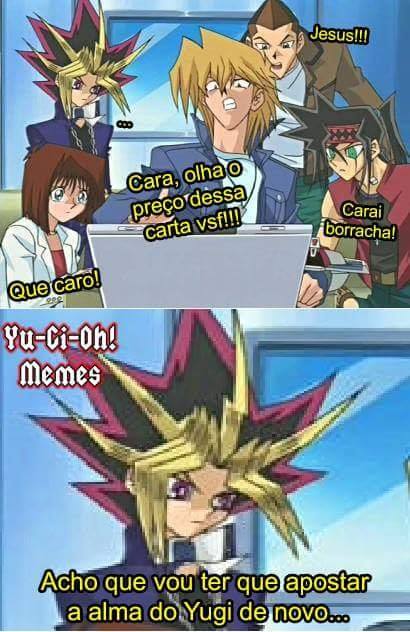 Jesus!!!
...
Cara, olha o
preço dessa
carta vsf!!!
Carai
borracha!
Que caro!
Yu-Gi-Oh!
Memes
Acho que vou ter que apostar
a alma do Yugi de novo...